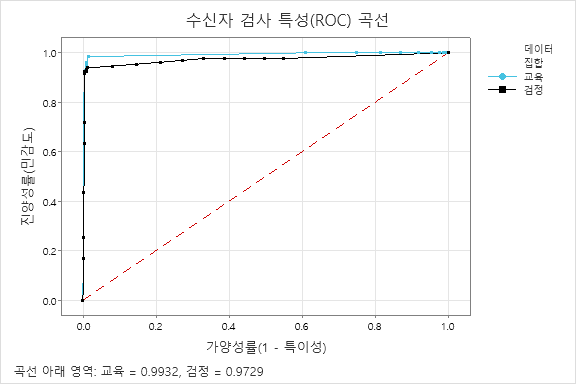 수신자 검사 특성(ROC) 곡선
데이터
집합
교육
검정
진양성률(민감도)
1.0
0.8
0.6
0.4
0.2
0.0
0.0 0.2 0.4 0.6 0.8 1.0
가양성률(1 - 특이성)
곡선 아래 영역: 교육 = 0.9932, 검정 = 0.9729